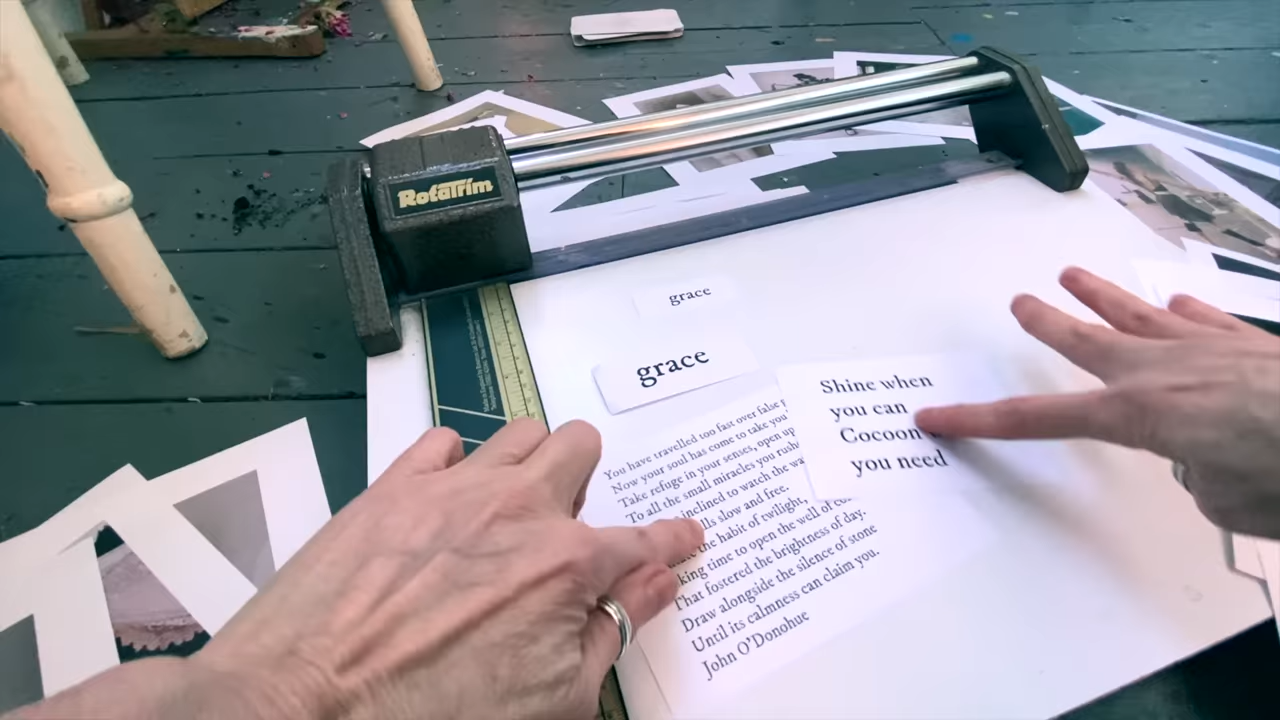 RotaTrim
grace
grace
Shine when
you can
Cocoon
you need
You have travelled too fast over false
Now your soul has come to take you
Take refuge in your senses, open up
To all the small miracles you rush
inclined to watch the
slow and free.
the habit of twilight,
time to open the well of
That fostered the brightness of day.
Draw alongside the silence of stone
Until its calmness can claim you.
John O'Donohue